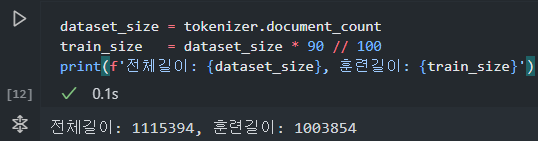 dataset_size = tokenizer.document_count
train_size   = dataset_size * 90 // 100
print(f'전체길이: {dataset_size}, 훈련길이: {train_size}')
[12]
0.1s
전체길이: 1115394, 훈련길이: 1003854